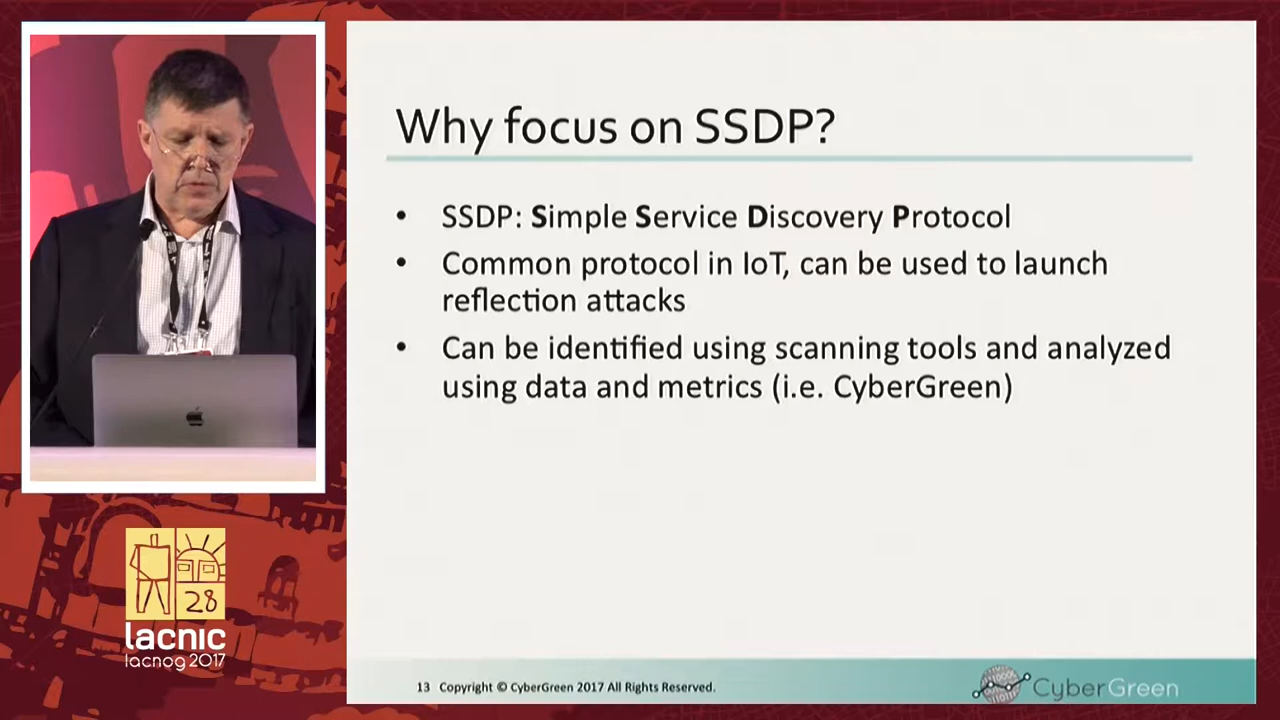 Why focus on SSDP?
• SSDP: Simple Service Discovery Protocol
• Common protocol in IoT, can be used to launch
reflection attacks
• Can be identified using scanning tools and analyzed
using data and metrics (i.e. CyberGreen)
28
lacnic
lacnog 2017
13 Copyright © CyberGreen 2017 All Rights Reserved.
CyberGreen